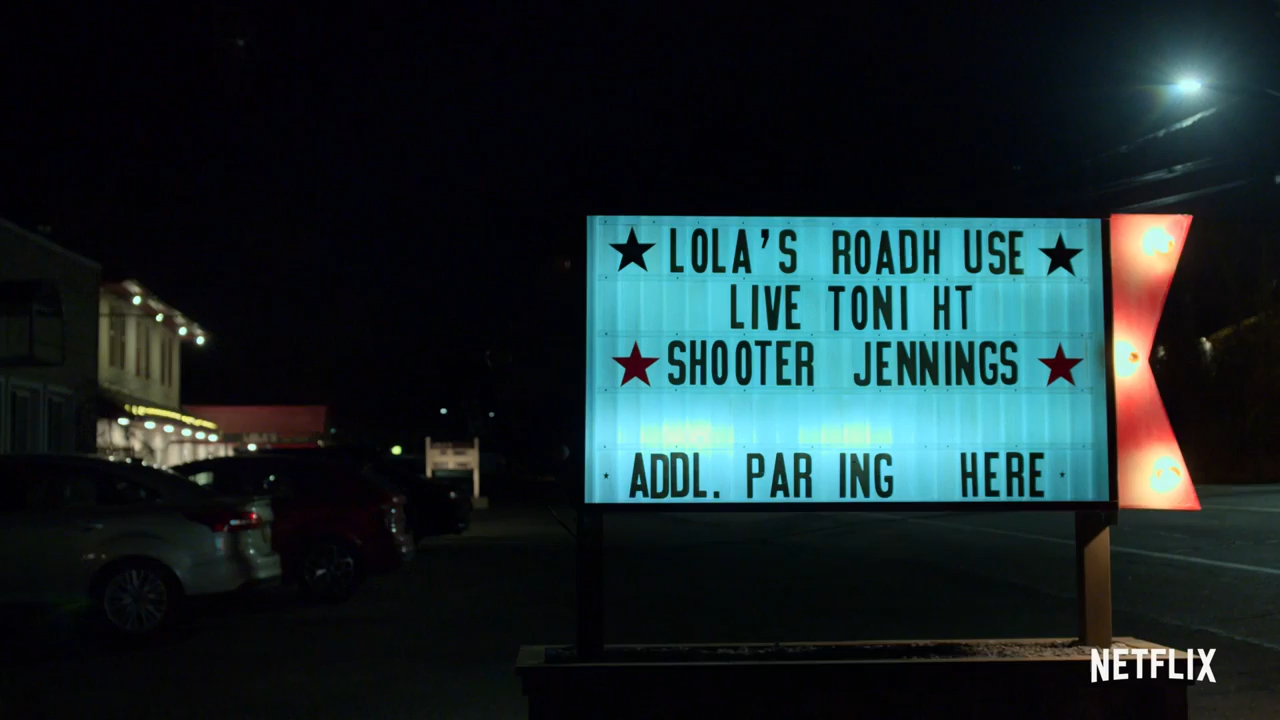 LOLA'S ROADH USE
LIVE TONI HT
SHOOTER JENNINGS
ADDL. PAR ING HERE
NETFLIX